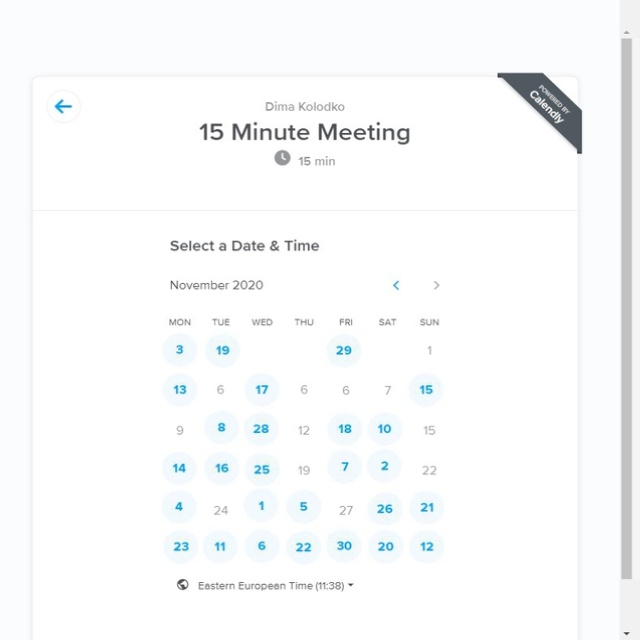 POWERED BY
Calendly
Dima Kolodko
15 Minute Meeting
15 min
Select a Date & Time
November 2020
MON TUE WED THU FRI SAT SUN
3 19 29 1
13 6 17 6 6 7 15
9 8 28 12 18 10 15
14 16 25 19 7 2 22
4 24 1 5 27 26 21
23 11 6 22 30 20 12
Eastern European Time (11:38)